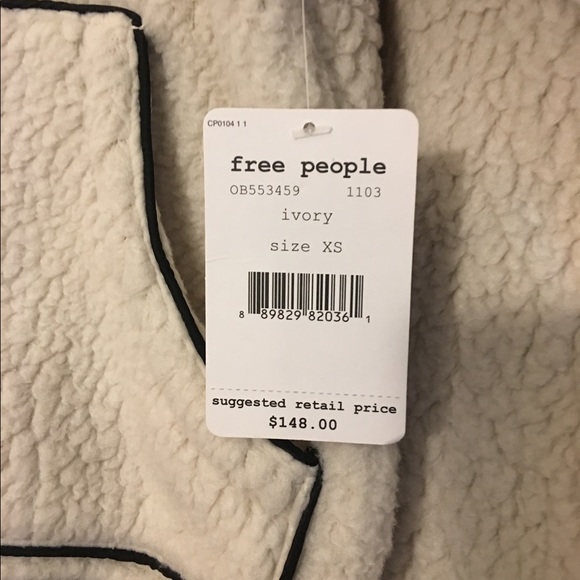 CP0104 1 1
free people
OB553459 1103
ivory
size XS
8 89829 82036 1
suggested retail price
$148.00